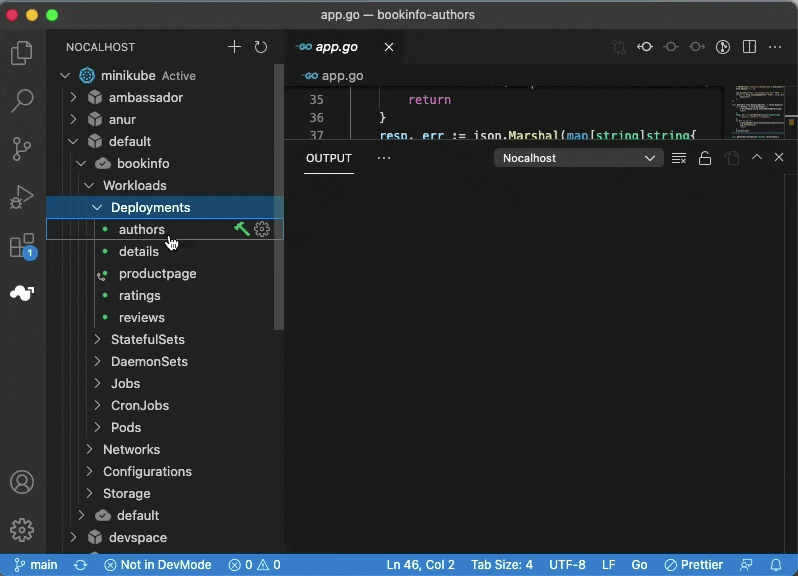 app.go — bookinfo-authors
NOCALHOST
minikube Active
ambassador
anur
default
bookinfo
Workloads
Deployments
authors
details
productpage
ratings
reviews
StatefulSets
DaemonSets
Jobs
CronJobs
Pods
Networks
Configurations
Storage
default
devspace
1
GO app.go
GO app.go
35 return
36 }
37 resp, err := json.Marshal(map[string]string{
OUTPUT
Nocalhost
main Not in DevMode 0 0 Ln 46, Col 2 Tab Size: 4 UTF-8 LF Go Prettier